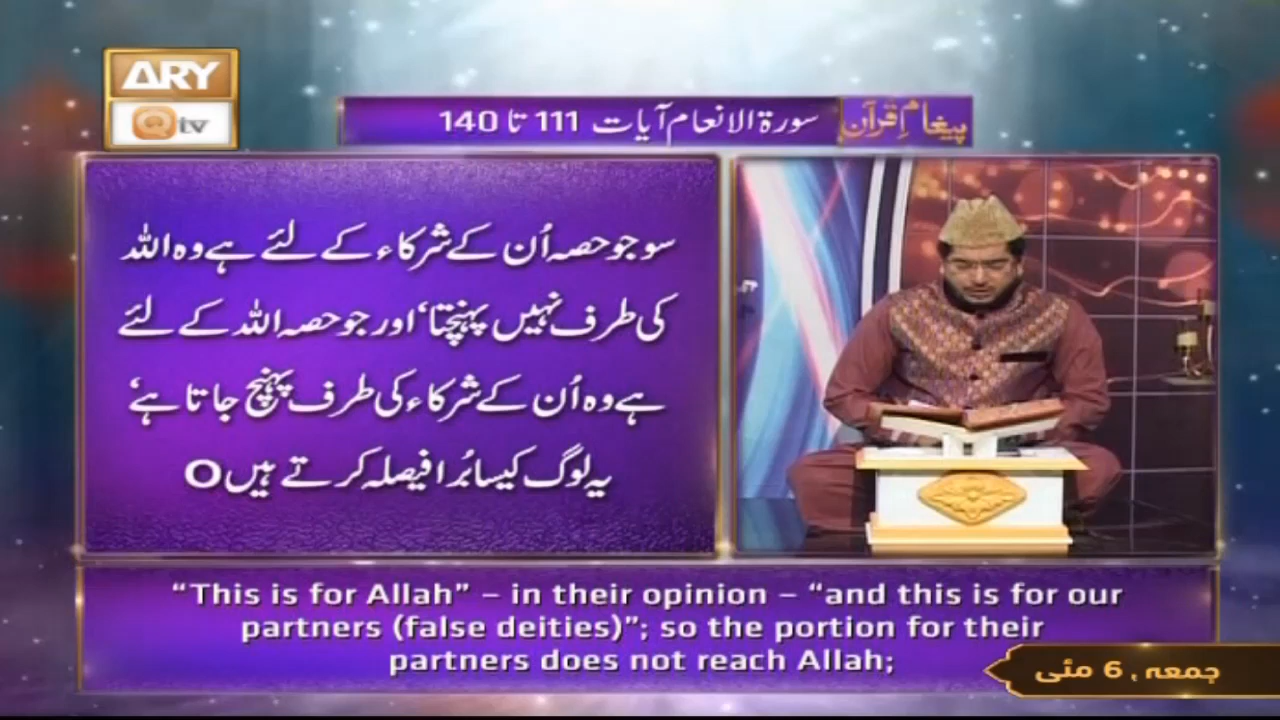 ARY
Qtv
پیغامِ قرآن
سورۃ الانعام آیات 111 تا 140
سو جو حصہ اُن کے شرکاء کے لئے ہے وہ اللہ
کی طرف نہیں پہنچتا‘ اور جو حصہ اللہ کے لئے
ہے وہ اُن کے شرکاء کی طرف پہنچ جاتا ہے‘
یہ لوگ کیسا بُرا فیصلہ کرتے ہیں O
“This is for Allah” – in their opinion – “and this is for our
partners (false deities)”; so the portion for their
partners does not reach Allah;
جمعہ ، 6 مئی